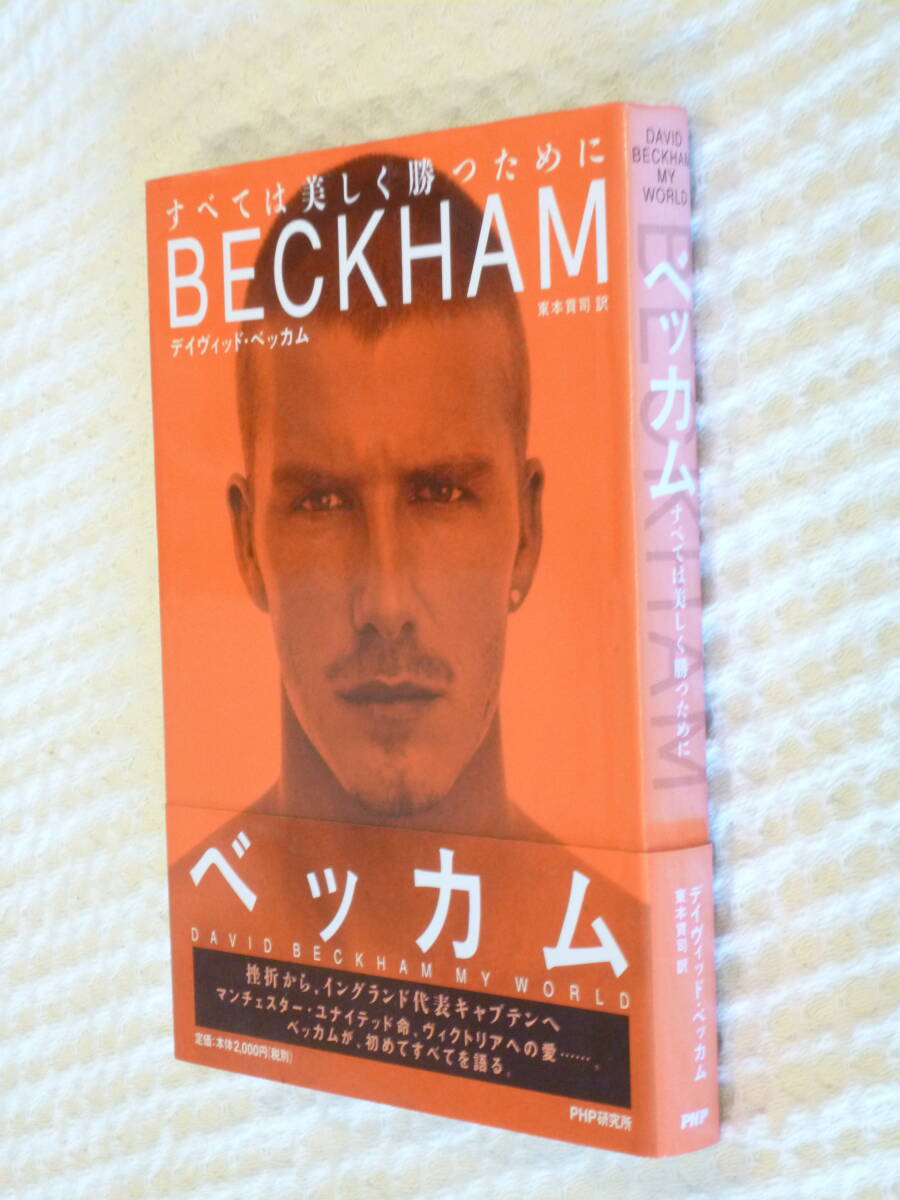 すべては美しく勝つために
BECKHAM
東本貢司 訳
デイヴィッド・ベッカム
ベッカム
DAVID BECKHAM MY WORLD
挫折から、イングランド代表キャプテンへ
マンチェスター・ユナイテッド命、ヴィクトリアへの愛……。
ベッカムが、初めてすべてを語る。
定価:本体2,000円(税別)
PHP研究所
DAVID
BECKHAM
MY
WORLD
BECKHAM
ベッカム
すべては美しく勝つために
デイヴィッド・ベッカム
東本貢司 訳
PHP